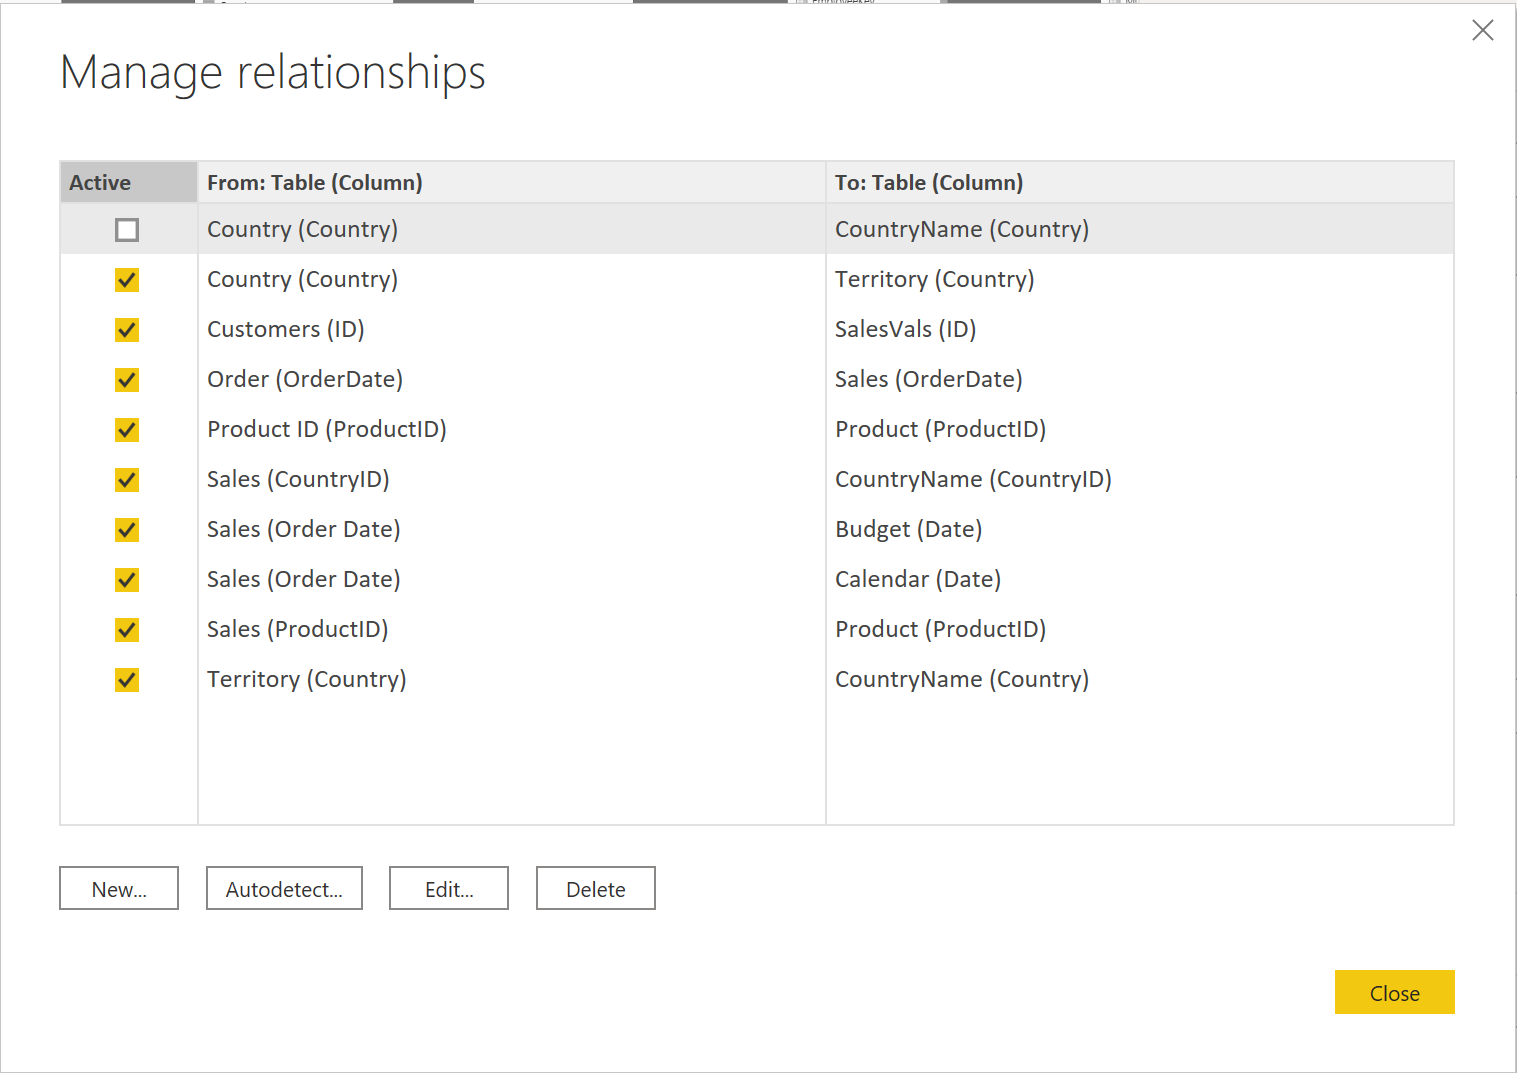 Manage relationships
Active From: Table (Column) To: Table (Column)
Country (Country) CountryName (Country)
Country (Country) Territory (Country)
Customers (ID) SalesVals (ID)
Order (OrderDate) Sales (OrderDate)
Product ID (ProductID) Product (ProductID)
Sales (CountryID) CountryName (CountryID)
Sales (Order Date) Budget (Date)
Sales (Order Date) Calendar (Date)
Sales (ProductID) Product (ProductID)
Territory (Country) CountryName (Country)
New... Autodetect... Edit... Delete
Close